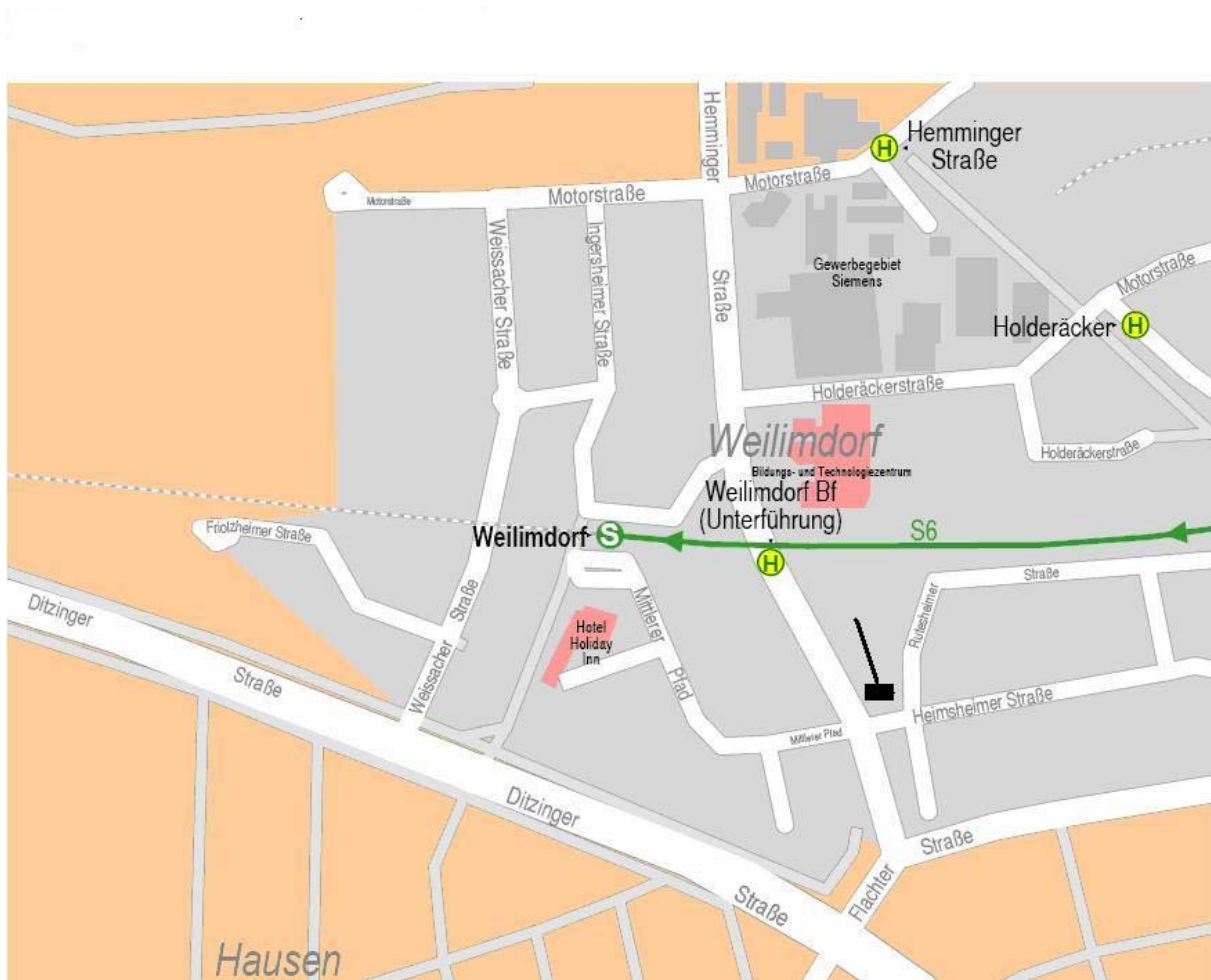 Hemminger
H
Hemminger
Straße
Motorstraße
Motorstraße
Motorstraße
Weissacher Straße
Ingersheimer Straße
Straße
Gewerbegebiet
Siemens
Motorstraße
Holderäcker
H
Holderäckerstraße
Weilimdorf
Holderäckerstraße
Bildungs- und Technologiezentrum
Weilimdorf Bf
(Unterführung)
Friolzheimer Straße
Weilimdorf
S
S6
H
Straße
Rutesheimer
Ditzinger
Straße
Mittlerer
Hotel
Holiday
Inn
Weissacher
Straße
Pfad
Heimsheimer Straße
Mittlerer Pfad
Ditzinger
Straße
Straße
Flachter
Hausen